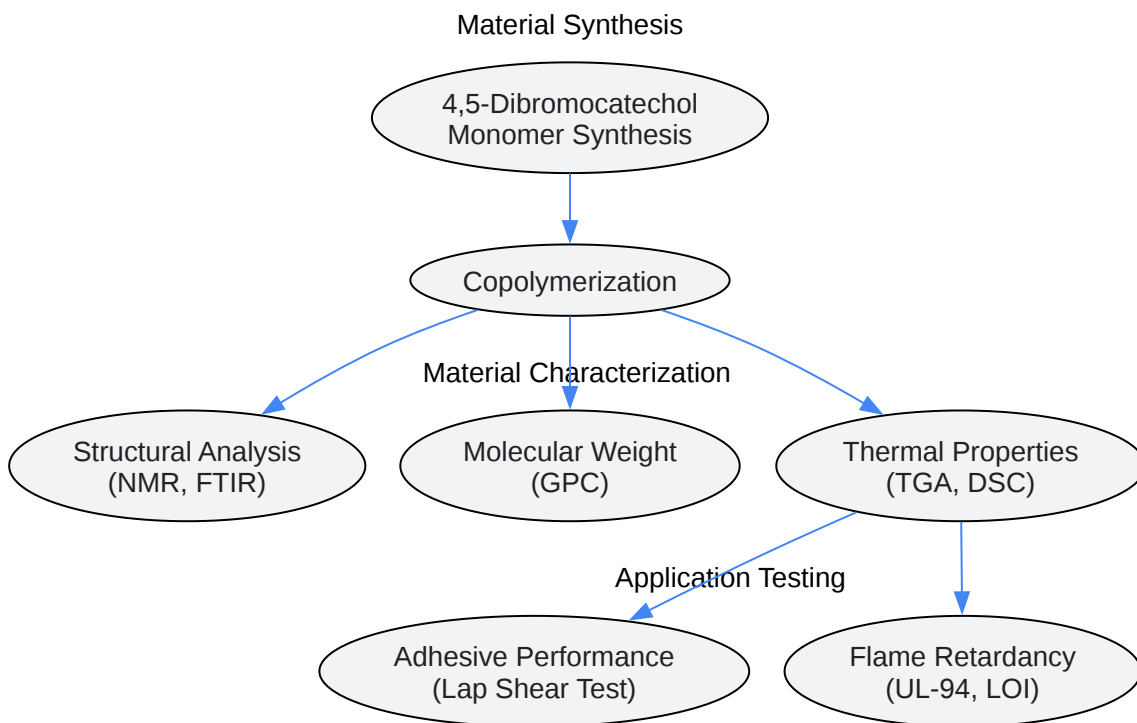 Material Synthesis
4,5-Dibromocatechol
Monomer Synthesis
Copolymerization
Material Characterization
Structural Analysis
(NMR, FTIR)
Molecular Weight
(GPC)
Thermal Properties
(TGA, DSC)
Application Testing
Adhesive Performance
(Lap Shear Test)
Flame Retardancy
(UL-94, LOI)